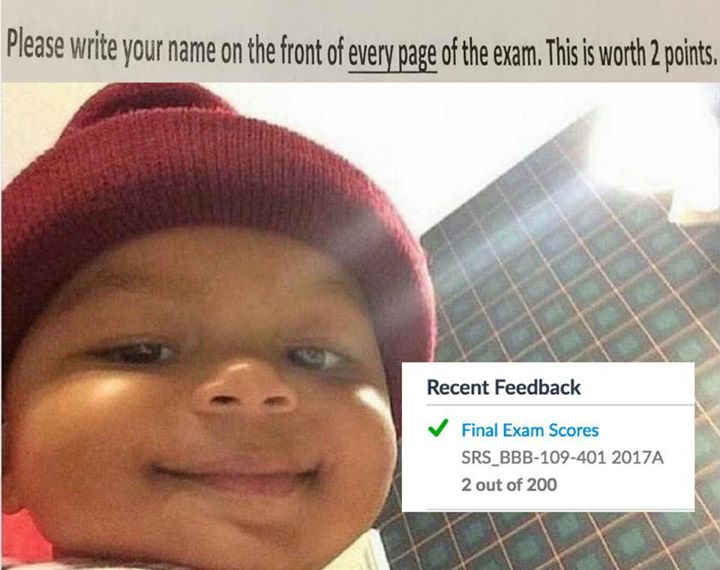 Please write your name on the front of every page of the exam. This is worth 2 points.
Recent Feedback
Final Exam Scores
SRS_BBB-109-401 2017A
2 out of 200